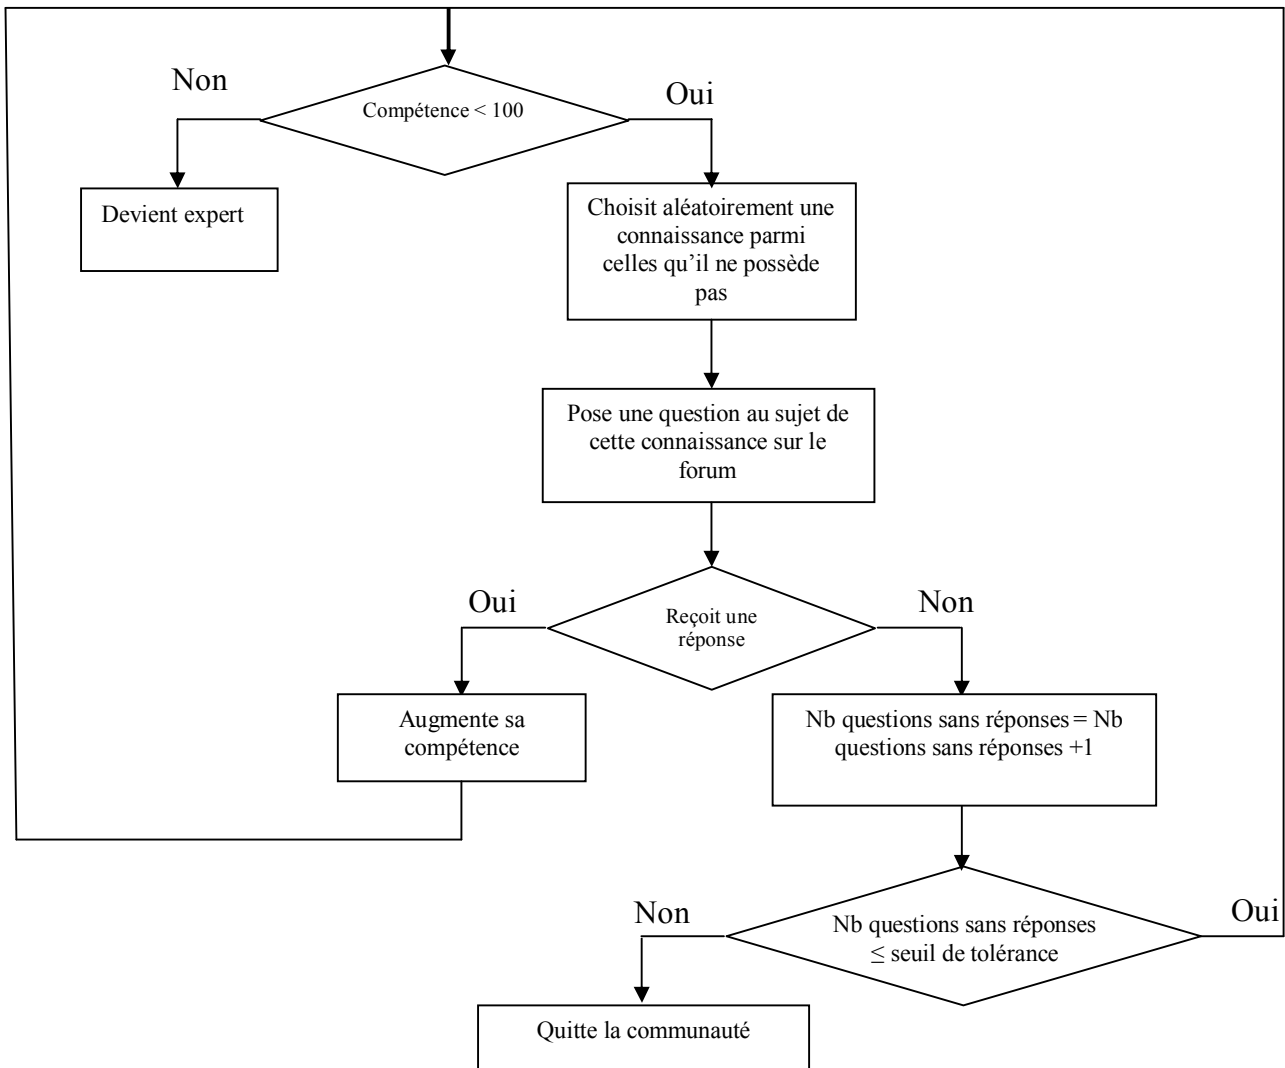 Non
Oui
Compétence < 100
Devient expert
Choisit aléatoirement une
connaissance parmi
celles qu’il ne possède
pas
Pose une question au sujet de
cette connaissance sur le
forum
Oui
Non
Reçoit une
réponse
Augmente sa
compétence
Nb questions sans réponses = Nb
questions sans réponses +1
Non
Oui
Nb questions sans réponses
≤ seuil de tolérance
Quitte la communauté